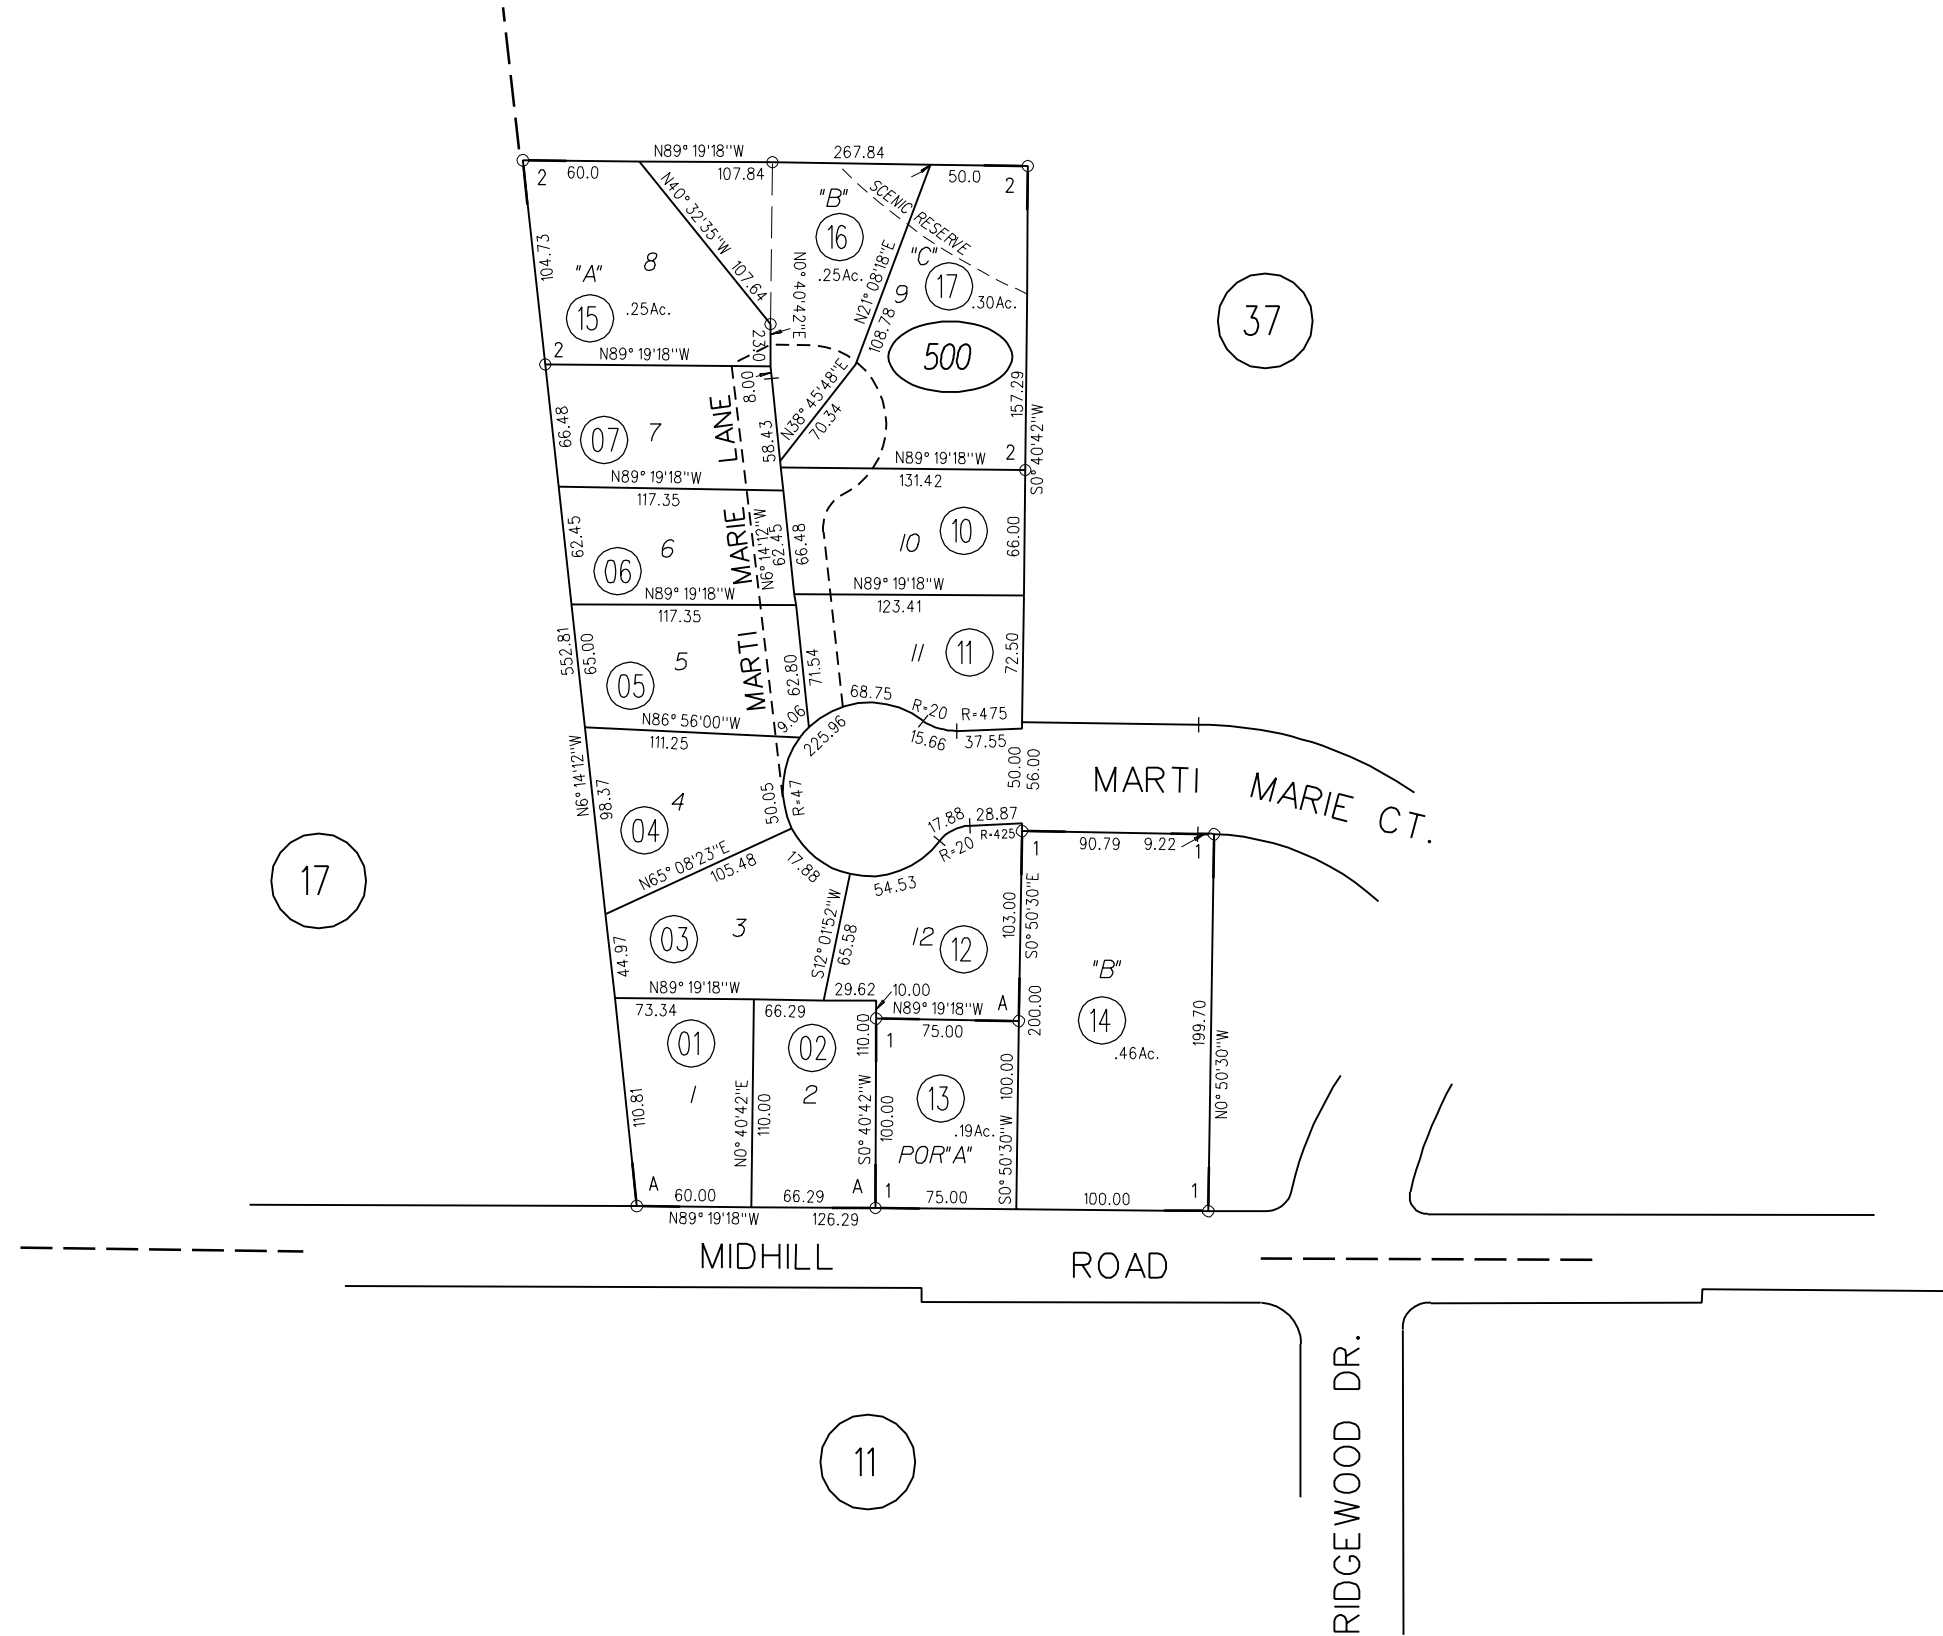 N89° 19'18"W
267.84
2
60.0
107.84
50.0
2
N40° 32'35"W 107.64
"B"
16
.25Ac.
SCENIC RESERVE
"C"
17
.30Ac.
9
N21° 08'18"E
108.78
500
104.73
"A"
8
15
.25Ac.
N0° 40'42"E
23.0
37
2
N89° 19'18"W
8.00
N38° 45'48"E
70.34
157.29
S0° 40'42"W
66.48
07
7
58.43
MARTI MARIE LANE
N89° 19'18"W
2
131.42
N89° 19'18"W
117.35
62.45
6
06
N6° 14'12"W
62.45
66.48
10
10
66.00
N89° 19'18"W
117.35
N89° 19'18"W
123.41
552.81
65.00
5
05
62.80
71.54
11
11
72.50
N86° 56'00"W
111.25
9.06
225.96
68.75
R=20
15.66
R=475
37.55
50.00
56.00
MARTI MARIE CT.
N6° 14'12"W
98.37
4
04
50.05
R=47
17.88
R=20
28.87
R=425
1
90.79
9.22
1
N65° 08'23"E
105.48
17.88
54.53
17
44.97
03
3
S12° 01'52"W
65.58
12
12
103.00
S0° 50'30"E
N89° 19'18"W
29.62
10.00
N89° 19'18"W
A
200.00
"B"
14
.46Ac.
199.70
N0° 50'30"W
73.34
66.29
110.00
1
75.00
01
02
1
2
110.81
N0° 40'42"E
110.00
S0° 40'42"W
100.00
13
.19Ac.
POR"A"
100.00
S0° 50'30"W
A
60.00
66.29
A
1
75.00
100.00
1
N89° 19'18"W
126.29
MIDHILL ROAD
RIDGEWOOD DR.
11